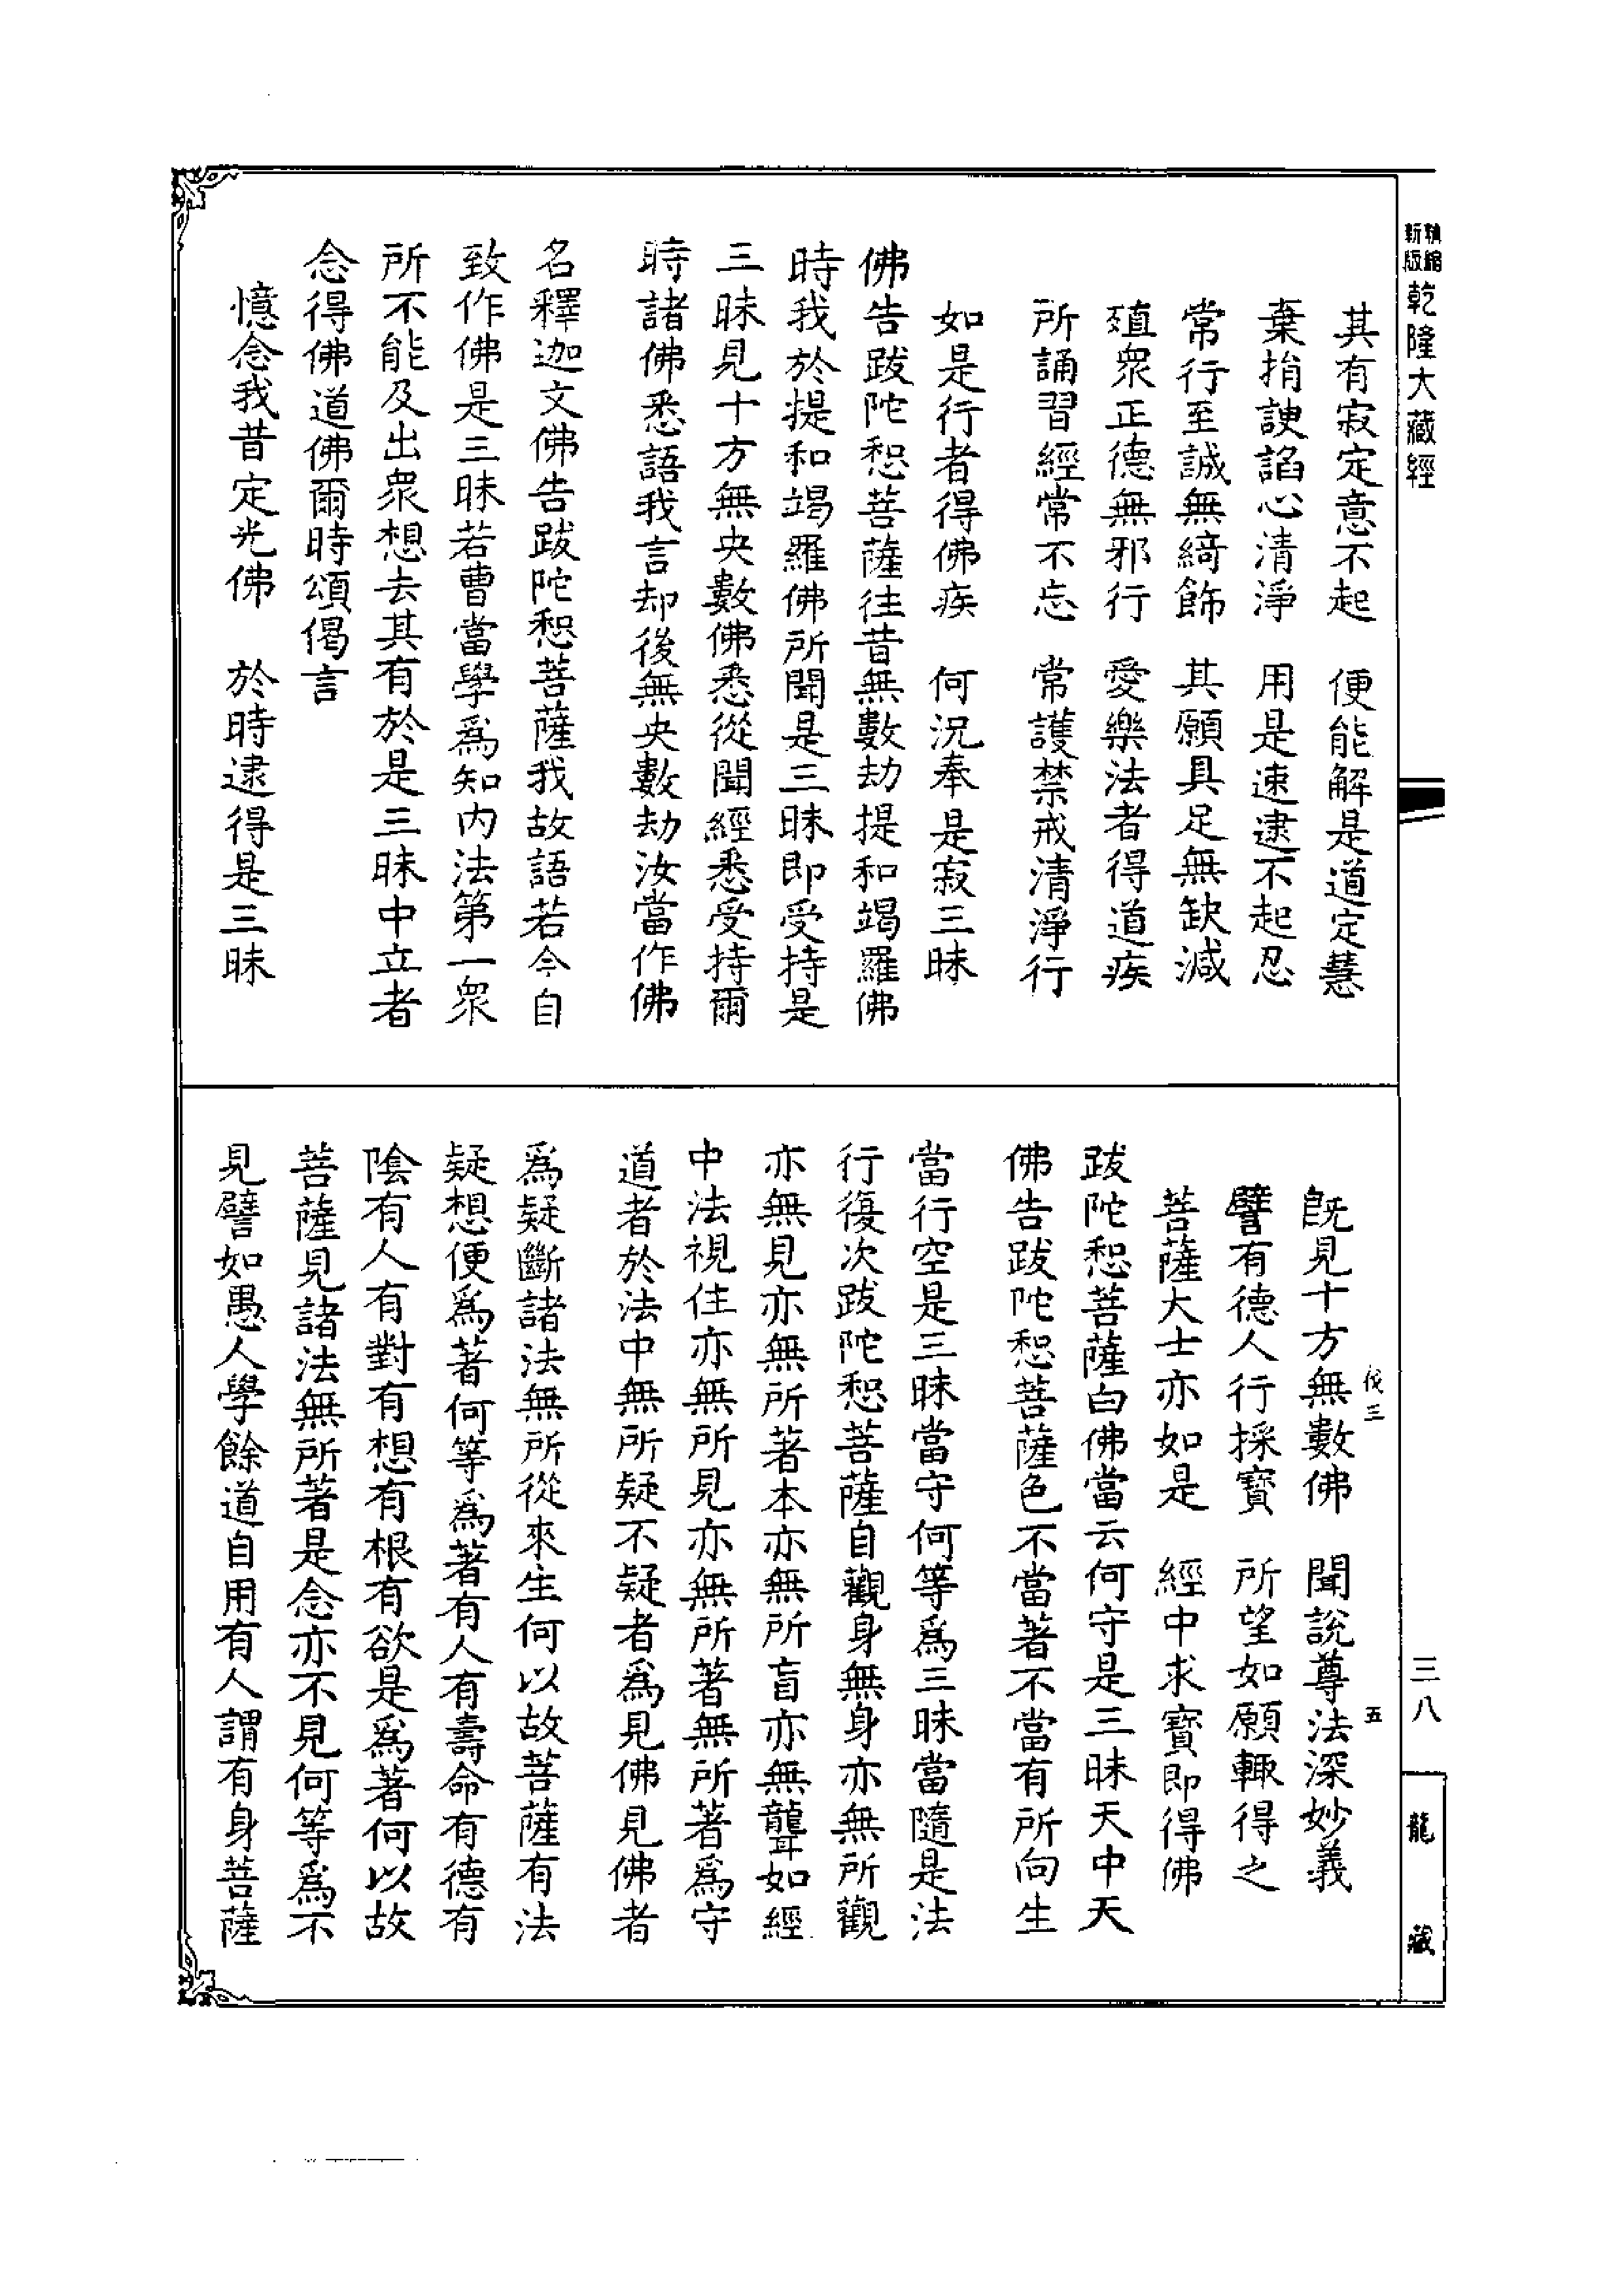 新版
乾隆大藏經
其有寂定意不起　便能解是道定慧
棄捐諛諂心清淨　用是速逮不起忍
常行至誠無綺飾　其願具足無缺減
殖衆正德無邪行　愛樂法者得道疾
所誦習經常不忘　常護禁戒清淨行
如是行者得佛疾　何況奉是寂三昧
佛告跋陀惒菩薩往昔無數劫提和竭羅佛
時我於提和竭羅佛所聞是三昧即受持是
三昧見十方無央數佛悉從聞經悉受持爾
時諸佛悉語我言却後無央數劫汝當作佛
名釋迦文佛告跋陀惒菩薩我故語若今自
致作佛是三昧若曹當學爲知內法第一衆
所不能及出衆想去其有於是三昧中立者
念得佛道佛爾時頌偈言
憶念我昔定光佛　於時逮得是三昧
既見十方無數佛　聞說尊法深妙義
譬有德人行採寶　所望如願輒得之
菩薩大士亦如是　經中求寶即得佛
跋陀惒菩薩白佛當云何守是三昧天中天
佛告跋陀惒菩薩色不當著不當有所向生
當行空是三昧當守何等爲三昧當隨是法
行復次跋陀惒菩薩自觀身無身亦無所觀
亦無見亦無所著本亦無所盲亦無聾如經
中法視住亦無所見亦無所著無所著爲守
道者於法中無所疑不疑者爲見佛見佛者
爲疑斷諸法無所從來生何以故菩薩有法
疑想便爲著何等爲著有人有壽命有德有
陰有人有對有想有根有欲是爲著何以故
菩薩見諸法無所著是念亦不見何等爲不
見譬如愚人學餘道自用有人謂有身菩薩
三
五
三八
龍藏